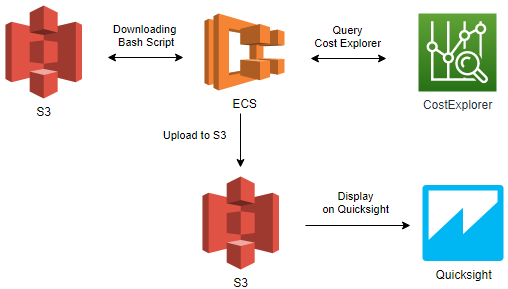 Downloading
Bash Script
Query
Cost Explorer
S3
ECS
CostExplorer
Upload to S3
Display
on Quicksight
S3
Quicksight